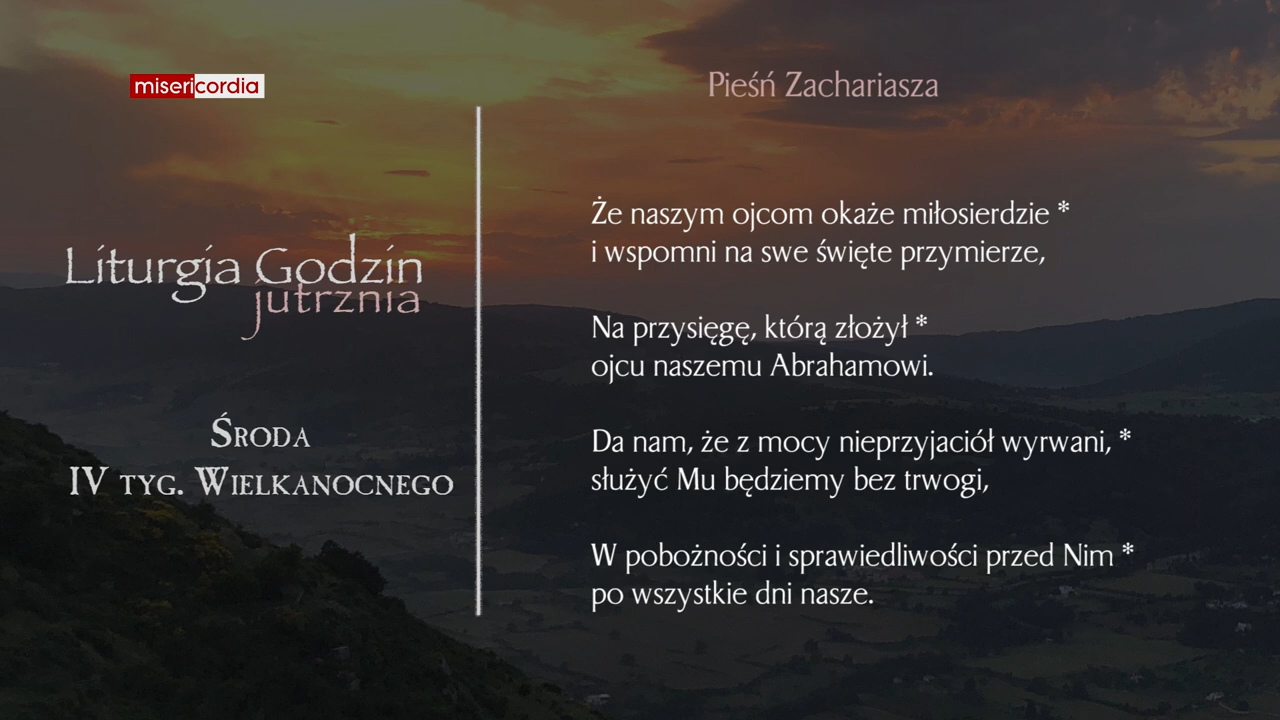 misericordia
Liturgia Godzin
jutrznia
Środa
IV tyg. Wielkanocnego
Pieśń Zachariasza
Że naszym ojcom okaże miłosierdzie *
i wspomni na swe święte przymierze,
Na przysięgę, którą złożył *
ojcu naszemu Abrahamowi.
Da nam, że z mocy nieprzyjaciół wyrwani, *
służyć Mu będziemy bez trwogi,
W pobożności i sprawiedliwości przed Nim *
po wszystkie dni nasze.